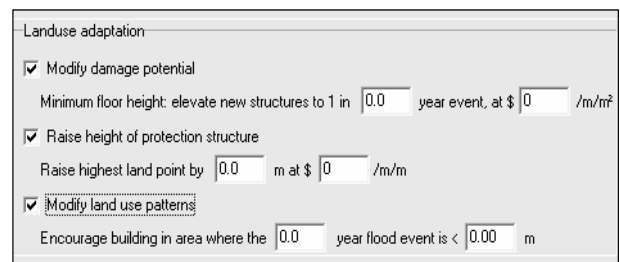 Landuse adaptation
Modify damage potential
Minimum floor height: elevate new structures to 1 in 0.0 year event, at $ 0 /m/m²
Raise height of protection structure
Raise highest land point by 0.0 m at $ 0 /m/m
Modify land use patterns
Encourage building in area where the 0.0 year flood event is < 0.00 m